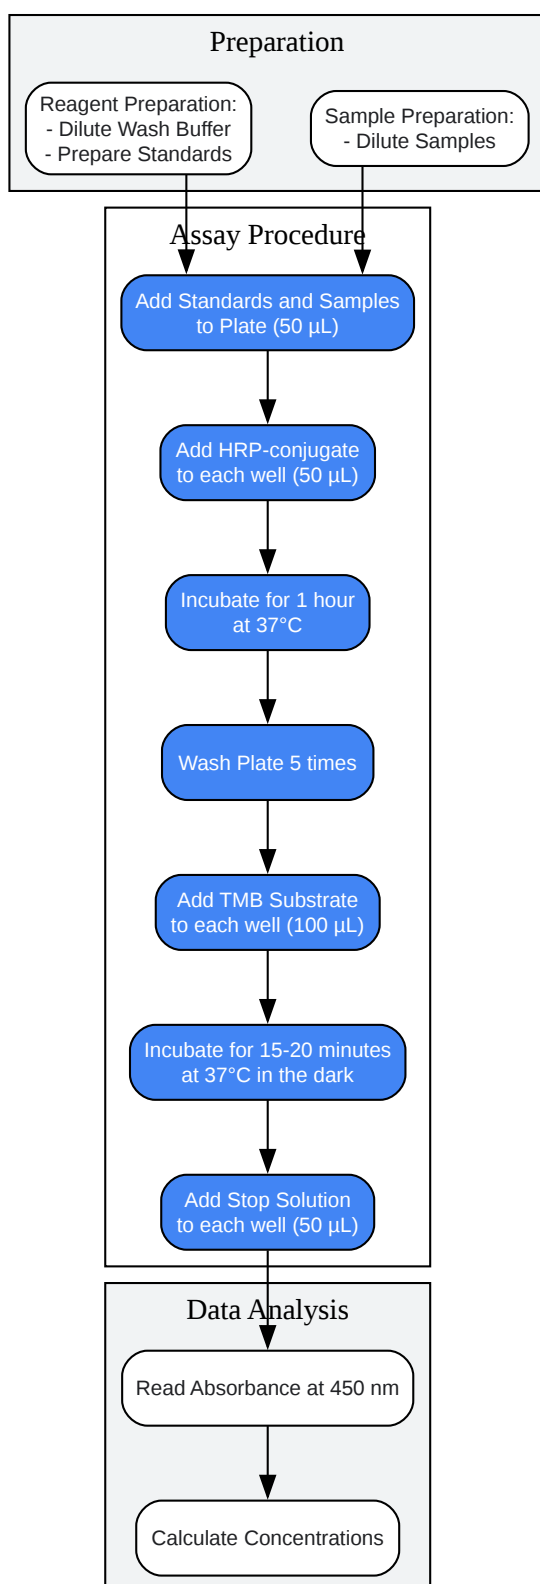 Preparation
Reagent Preparation:
- Dilute Wash Buffer
- Prepare Standards
Sample Preparation:
- Dilute Samples
Assay Procedure
Add Standards and Samples
to Plate (50 µL)
Add HRP-conjugate
to each well (50 µL)
Incubate for 1 hour
at 37°C
Wash Plate 5 times
Add TMB Substrate
to each well (100 µL)
Incubate for 15-20 minutes
at 37°C in the dark
Add Stop Solution
to each well (50 µL)
Data Analysis
Read Absorbance at 450 nm
Calculate Concentrations